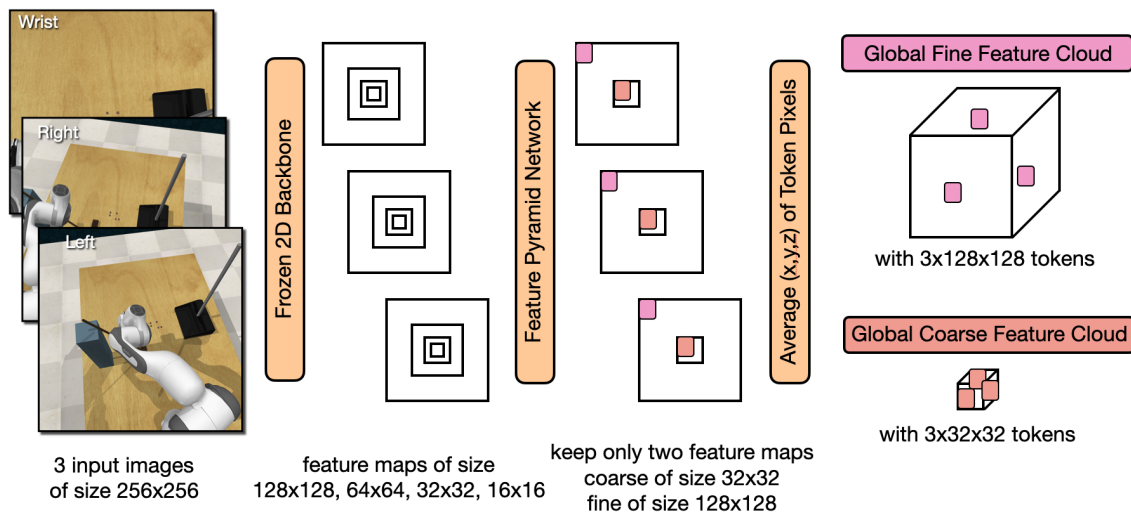 Wrist
Right
Left
3 input images
of size 256x256
Frozen 2D Backbone
feature maps of size
128x128, 64x64, 32x32, 16x16
Feature Pyramid Network
keep only two feature maps
coarse of size 32x32
fine of size 128x128
Average (x,y,z) of Token Pixels
Global Fine Feature Cloud
with 3x128x128 tokens
Global Coarse Feature Cloud
with 3x32x32 tokens